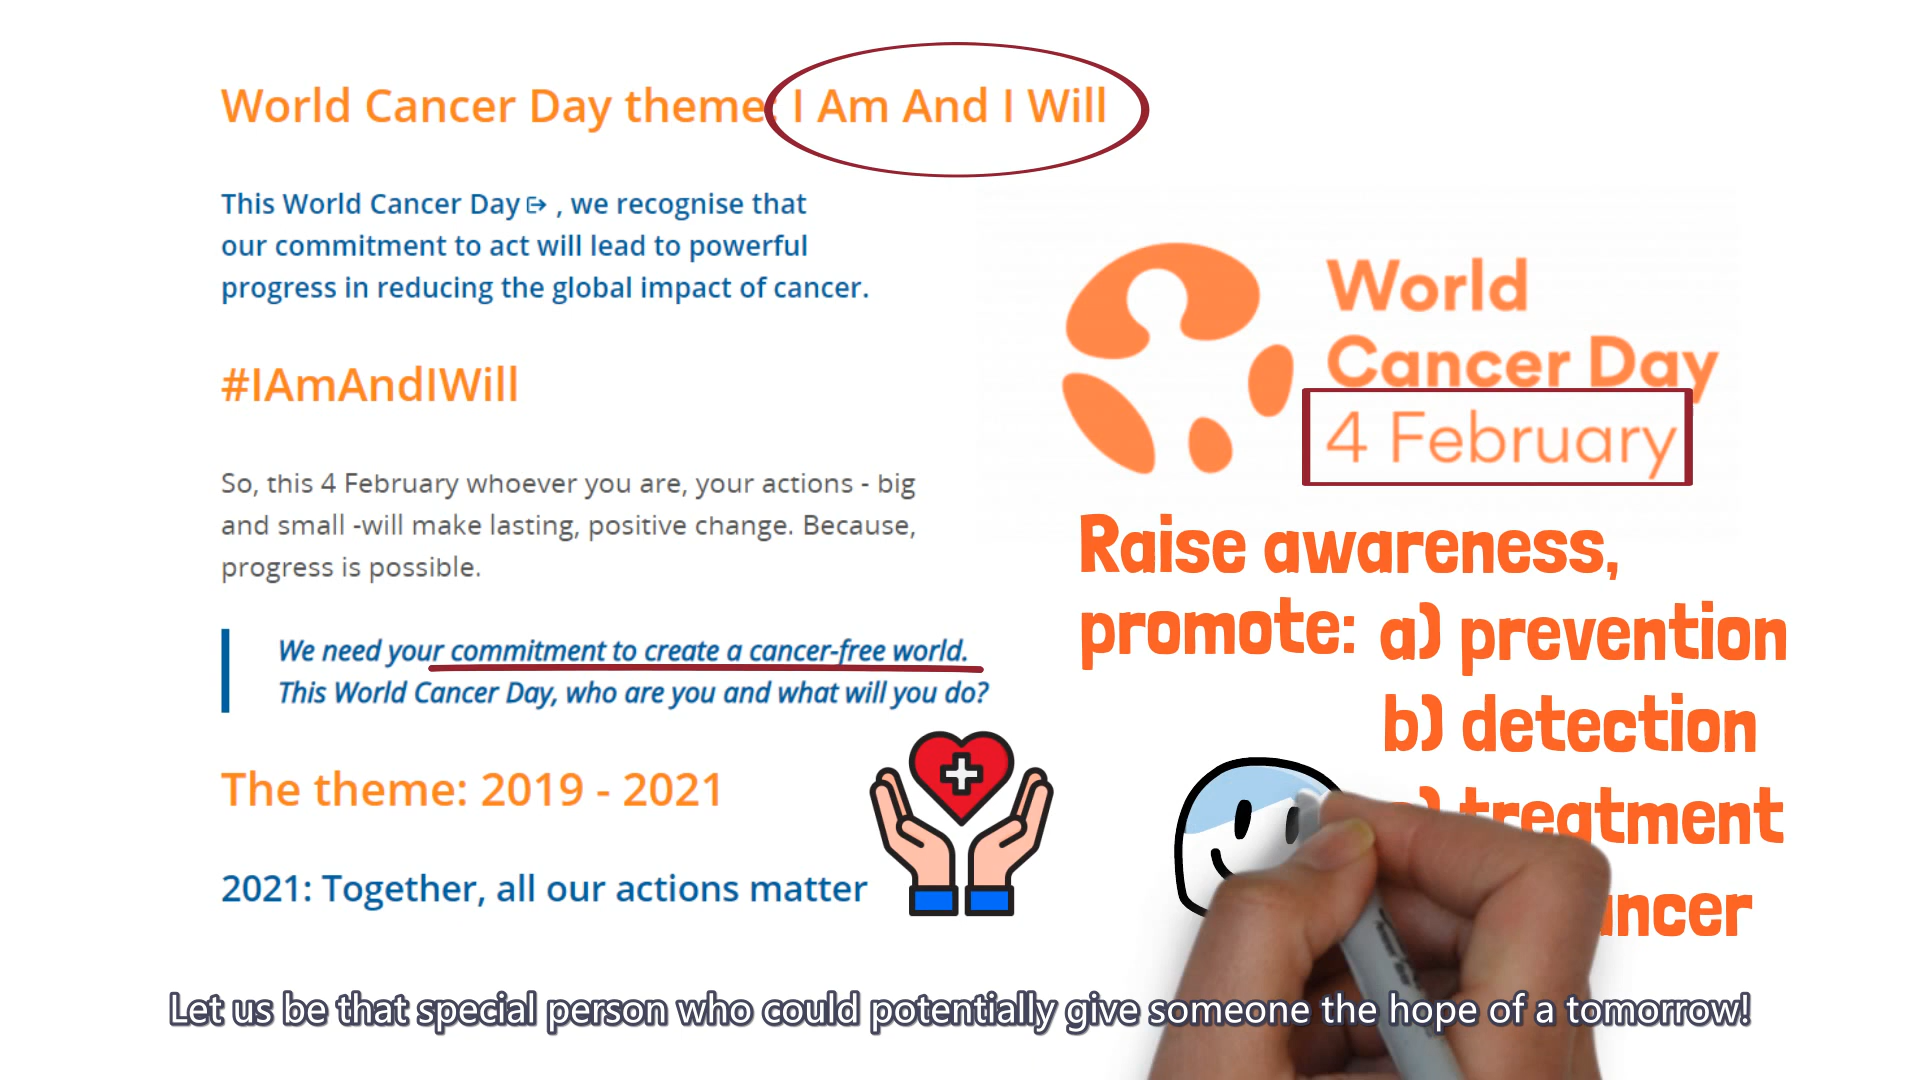 World Cancer Day theme: I Am And I Will
This World Cancer Day , we recognise that
our commitment to act will lead to powerful
progress in reducing the global impact of cancer.
#IAmAndIWill
So, this 4 February whoever you are, your actions - big
and small -will make lasting, positive change. Because,
progress is possible.
We need your commitment to create a cancer-free world.
This World Cancer Day, who are you and what will you do?
The theme: 2019 - 2021
2021: Together, all our actions matter
World
Cancer Day
4 February
Raise awareness,
promote: a) prevention
b) detection
treatment
Let us be that special person who could potentially give someone the hope of a tomorrow!